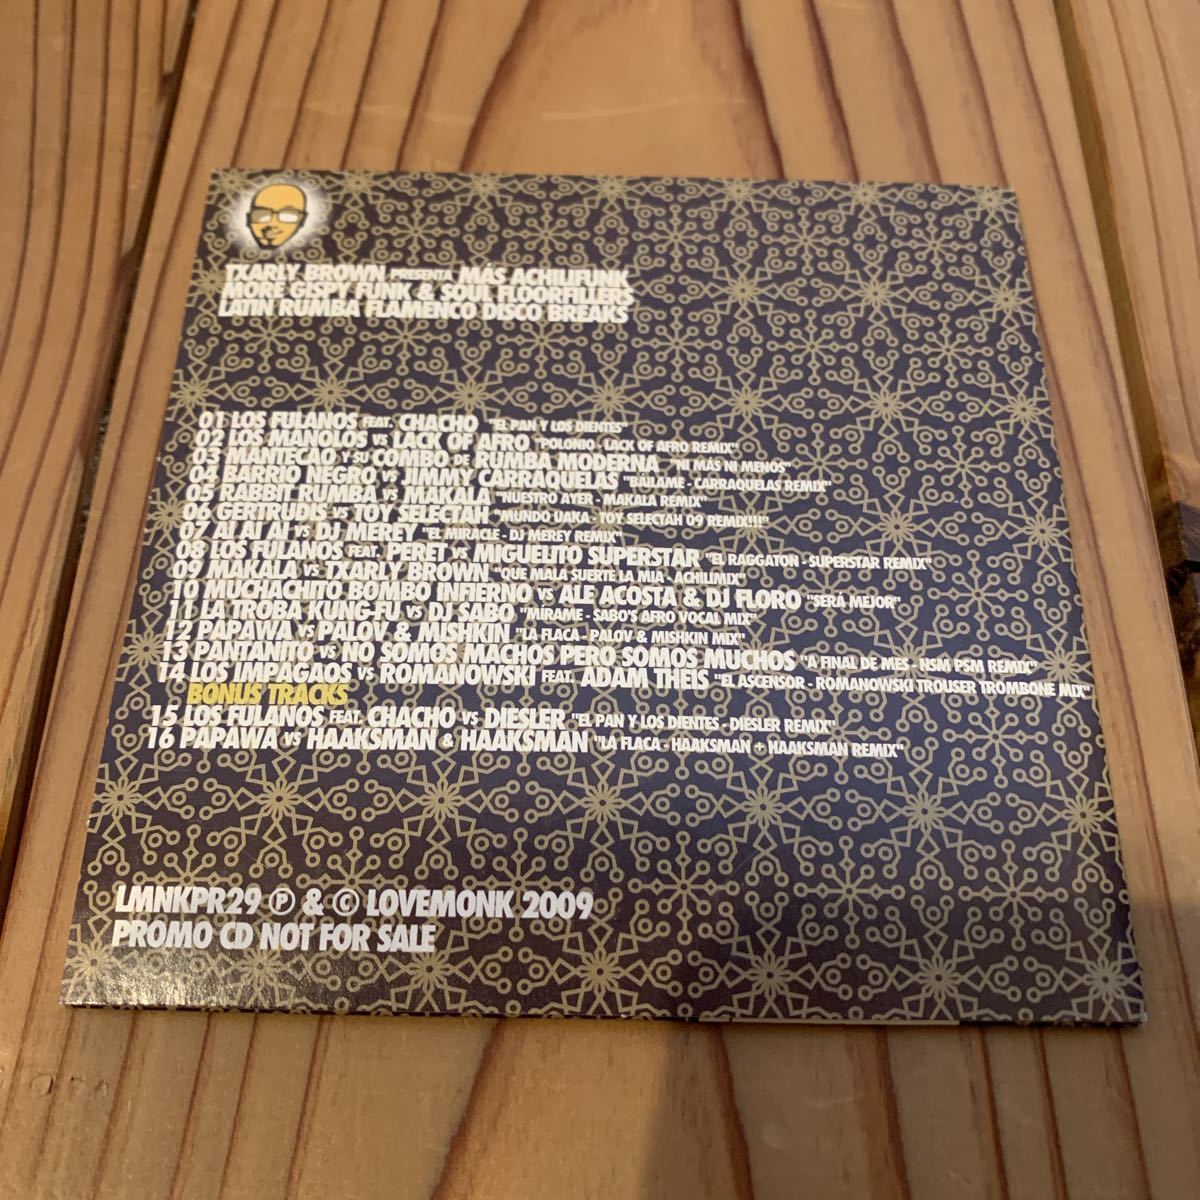 TXARLY BROWN PRESENTA MÁS ACHILIFUNK
MORE GISPY FUNK & SOUL FLOORFILLERS
LATIN RUMBA FLAMENCO DISCO BREAKS
01 LOS FULANOS FEAT. CHACHO "EL PAN Y LOS DIENTES"
02 LOS MANOLOS VS LACK OF AFRO "POLONIO - LACK OF AFRO REMIX"
03 MANTECAO Y SU COMBO DE RUMBA MODERNA "NI MÁS NI MENOS"
04 BARRIO NEGRO VS JIMMY CARRAQUELAS "BÁILAME - CARRAQUELAS REMIX"
05 RABBIT RUMBA VS MAKALA "NUESTRO AYER - MAKALA REMIX"
06 GERTRUDIS VS TOY SELECTAH "MUNDO UAKA - TOY SELECTAH 09 REMIX!!!"
07 AI AI AI VS DJ MEREY "EL MIRACLE - DJ MEREY REMIX"
08 LOS FULANOS FEAT. PERET VS MIGUELITO SUPERSTAR "EL RAGGATON - SUPERSTAR REMIX"
09 MAKALA VS TXARLY BROWN "QUE MALA SUERTE LA MIA - ACHILIMIX"
10 MUCHACHITO BOMBO INFIERNO VS ALE ACOSTA & DJ FLORO "SERÁ MEJOR"
11 LA TROBA KUNG-FU VS DJ SABO "MÍRAME - SABO'S AFRO VOCAL MIX"
12 PAPAWA VS PALOV & MISHKIN "LA FLACA - PALOV & MISHKIN MIX"
13 PANTANITO VS NO SOMOS MACHOS PERO SOMOS MUCHOS "A FINAL DE MES - NSM PSM REMIX"
14 LOS IMPAGAOS VS ROMANOWSKI FEAT. ADAM THEIS "EL ASCENSOR - ROMANOWSKI TROUSER TROMBONE MIX"
BONUS TRACKS
15 LOS FULANOS FEAT. CHACHO VS DIESLER "EL PAN Y LOS DIENTES - DIESLER REMIX"
16 PAPAWA VS HAAKSMAN & HAAKSMAN "LA FLACA - HAAKSMAN + HAAKSMAN REMIX"
LMNKPR29 ℗ & © LOVEMONK 2009
PROMO CD NOT FOR SALE